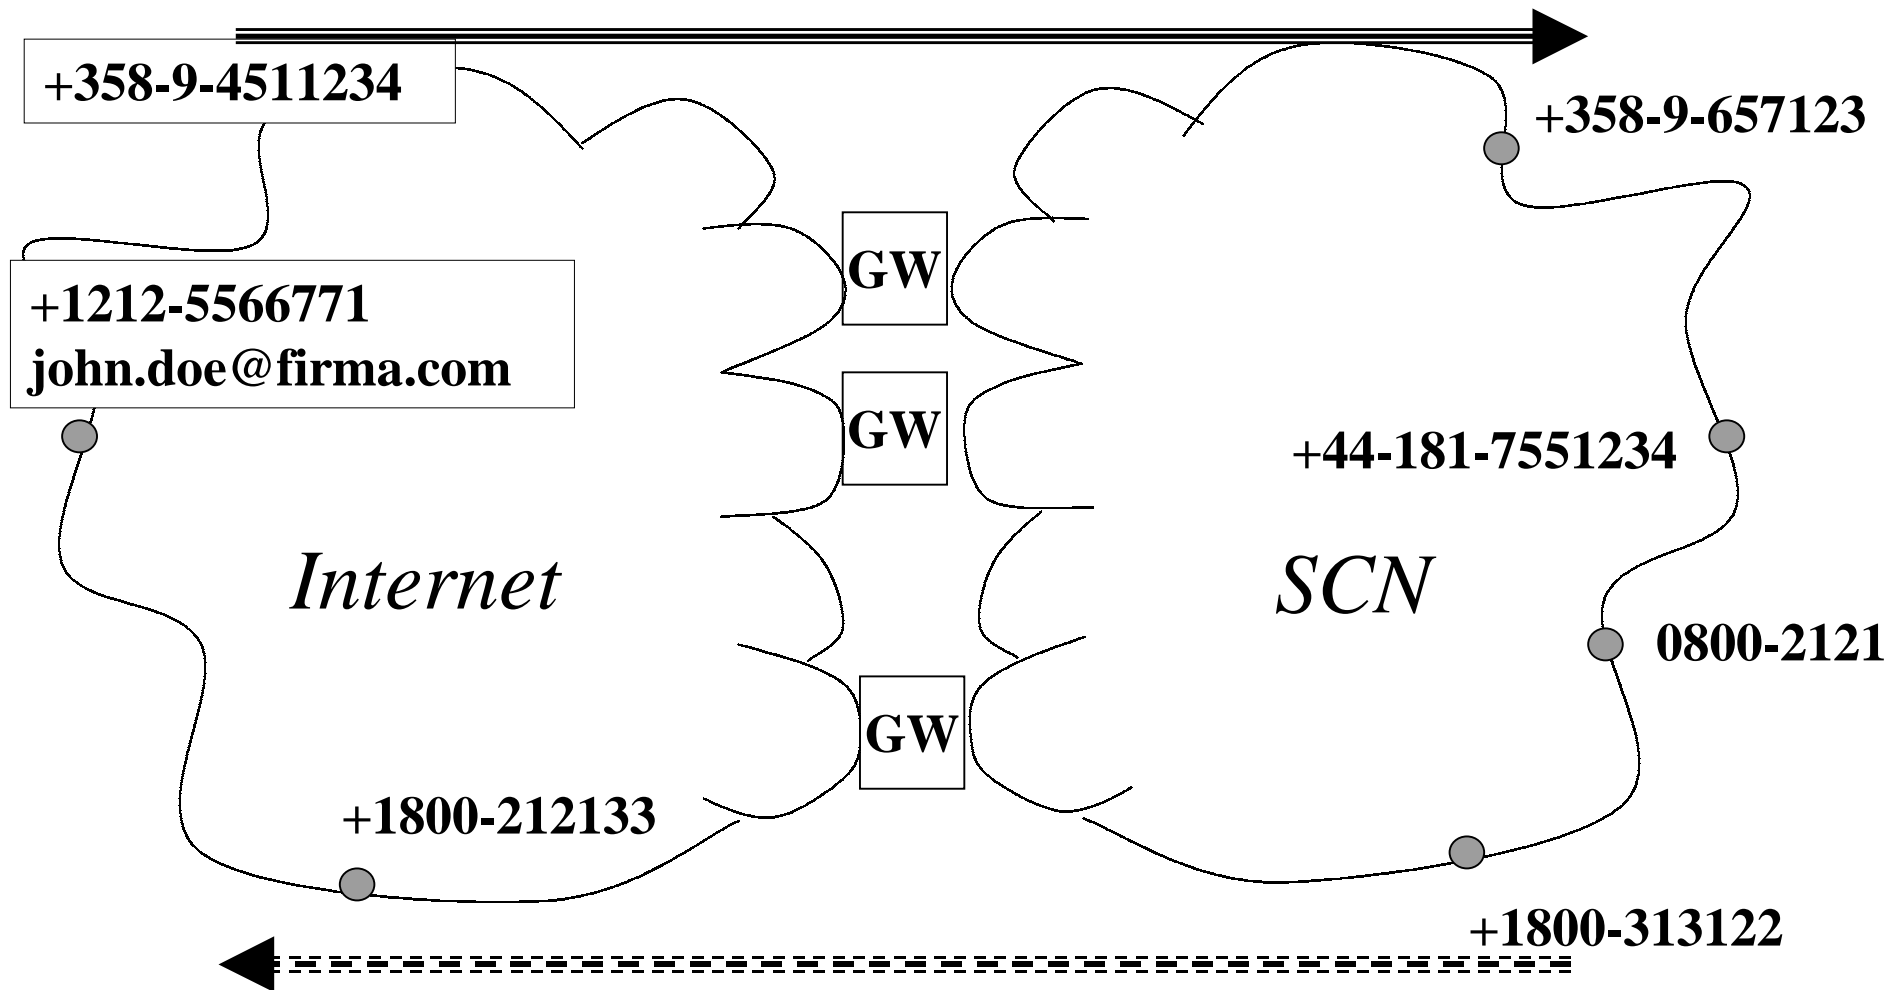 +358-9-4511234
+358-9-657123
+1212-5566771
john.doe@firma.com
GW
GW
+44-181-7551234
Internet
SCN
0800-2121
GW
+1800-212133
+1800-313122